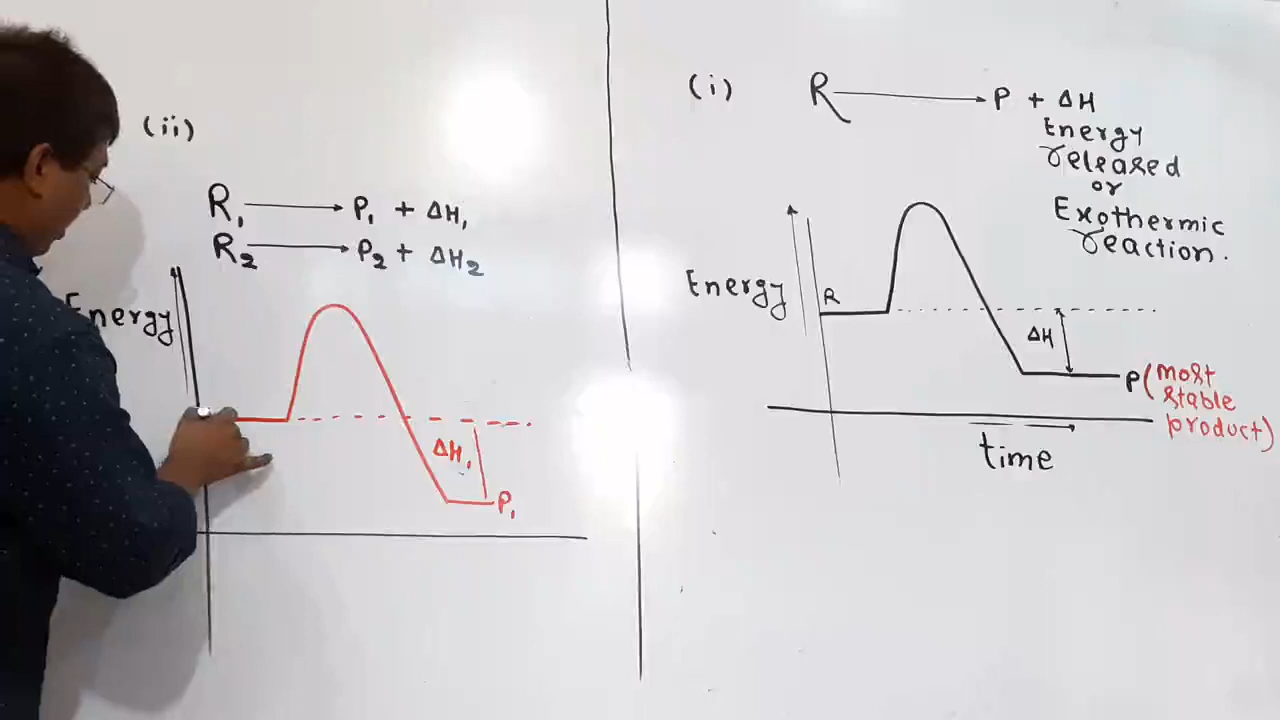 (ii)
R₁ → P₁ + ΔH₁
R₂ → P₂ + ΔH₂
Energy
ΔH₁
P₁
(i)
R → P + ΔH
Energy
released
or
Exothermic
reaction.
Energy
R
ΔH
P (most
stable
product)
time